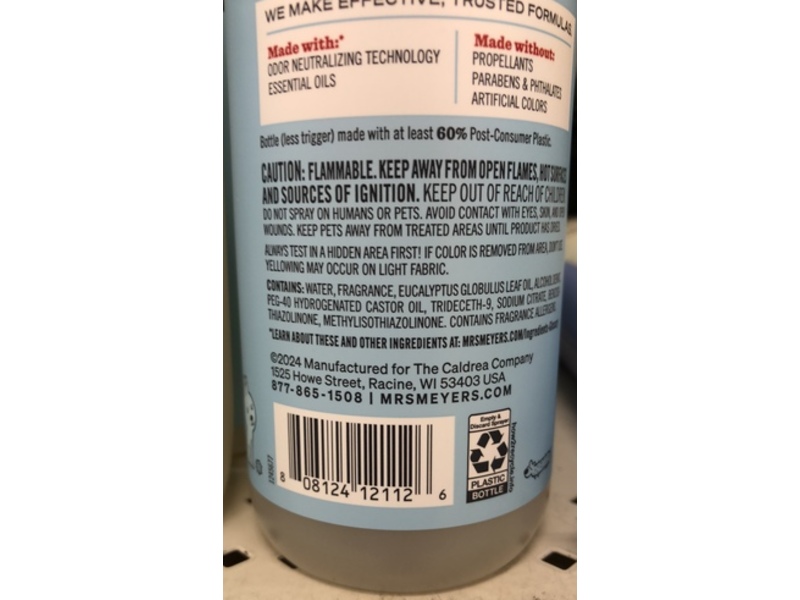 WE MAKE EFFECTIVE, TRUSTED FORMULAS
Made with:*
ODOR NEUTRALIZING TECHNOLOGY
ESSENTIAL OILS
Made without:
PROPELLANTS
PARABENS & PHTHALATES
ARTIFICIAL COLORS
Bottle (less trigger) made with at least 60% Post-Consumer Plastic.
CAUTION: FLAMMABLE. KEEP AWAY FROM OPEN FLAMES, HOT
AND SOURCES OF IGNITION. KEEP OUT OF REACH OF CHILDREN
DO NOT SPRAY ON HUMANS OR PETS. AVOID CONTACT WITH EYES, SKIN, AND
WOUNDS. KEEP PETS AWAY FROM TREATED AREAS UNTIL PRODUCT HAS DRIED.
ALWAYS TEST IN A HIDDEN AREA FIRST! IF COLOR IS REMOVED FROM AREA, DON'T
YELLOWING MAY OCCUR ON LIGHT FABRIC.
CONTAINS: WATER, FRAGRANCE, EUCALYPTUS GLOBULUS LEAF OIL, ALCOHOL
PEG-40 HYDROGENATED CASTOR OIL, TRIDECETH-9, SODIUM CITRATE,
THIAZOLINONE, METHYLISOTHIAZOLINONE. CONTAINS FRAGRANCE ALLERGENS.
*LEARN ABOUT THESE AND OTHER INGREDIENTS AT: MRSMEYERS.COM/
©2024 Manufactured for The Caldrea Company
1525 Howe Street, Racine, WI 53403 USA
877-865-1508 | MRSMEYERS.COM
8 08124 12112 6
Empty &
Discard Sprayer
PLASTIC
BOTTLE
how2recycle.info